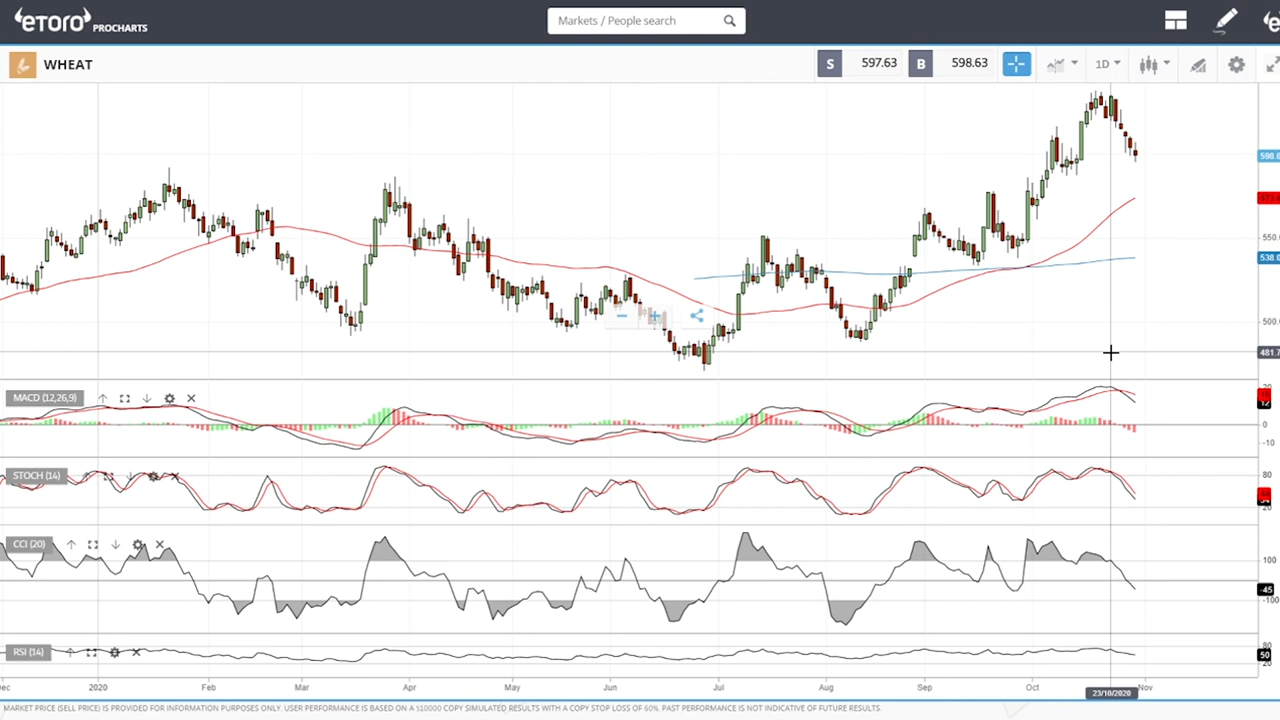 eTORO PROCHARTS
Markets / People search
WHEAT
S 597.63 B 598.63
1D
598.
550.
538.0
500.
481.7
MACD (12,26,9)
20
12
0
-10
STOCH (14)
80
20
CCI (20)
100
-45
-100
RSI (14)
80
50
20
Dec 2020 Feb Mar Apr May Jun Jul Aug Sep Oct Nov
23/10/2020
MARKET PRICE (SELL PRICE) IS PROVIDED FOR INFORMATION PURPOSES ONLY. USER PERFORMANCE IS BASED ON A $10000 COPY SIMULATED RESULTS WITH A COPY STOP LOSS OF 60%. PAST PERFORMANCE IS NOT INDICATIVE OF FUTURE RESULTS.